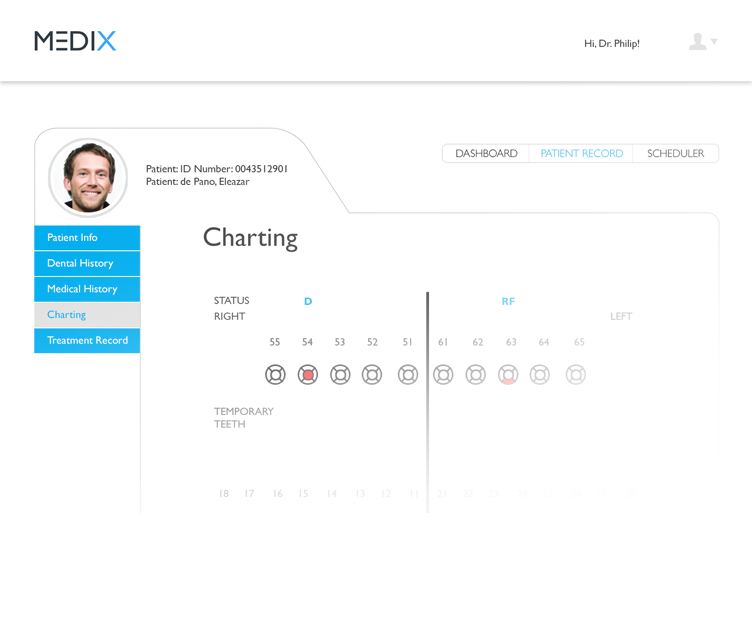 MEDIX
Hi, Dr. Philip!
DASHBOARD PATIENT RECORD SCHEDULER
Patient: ID Number: 0043512901
Patient: de Pano, Eleazar
Patient Info
Dental History
Medical History
Charting
Treatment Record
Charting
STATUS D RF
RIGHT LEFT
55 54 53 52 51 61 62 63 64 65
TEMPORARY
TEETH
18 17 16 15 14 13 12 11 21 22 23